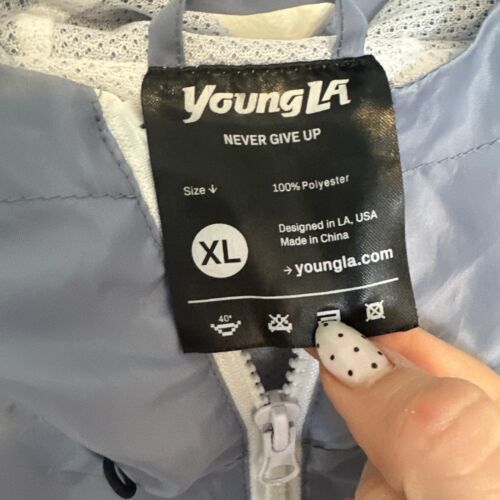 YoungLA
NEVER GIVE UP
Size ↓
100% Polyester
XL
Designed in LA, USA
Made in China
→ youngla.com
40°